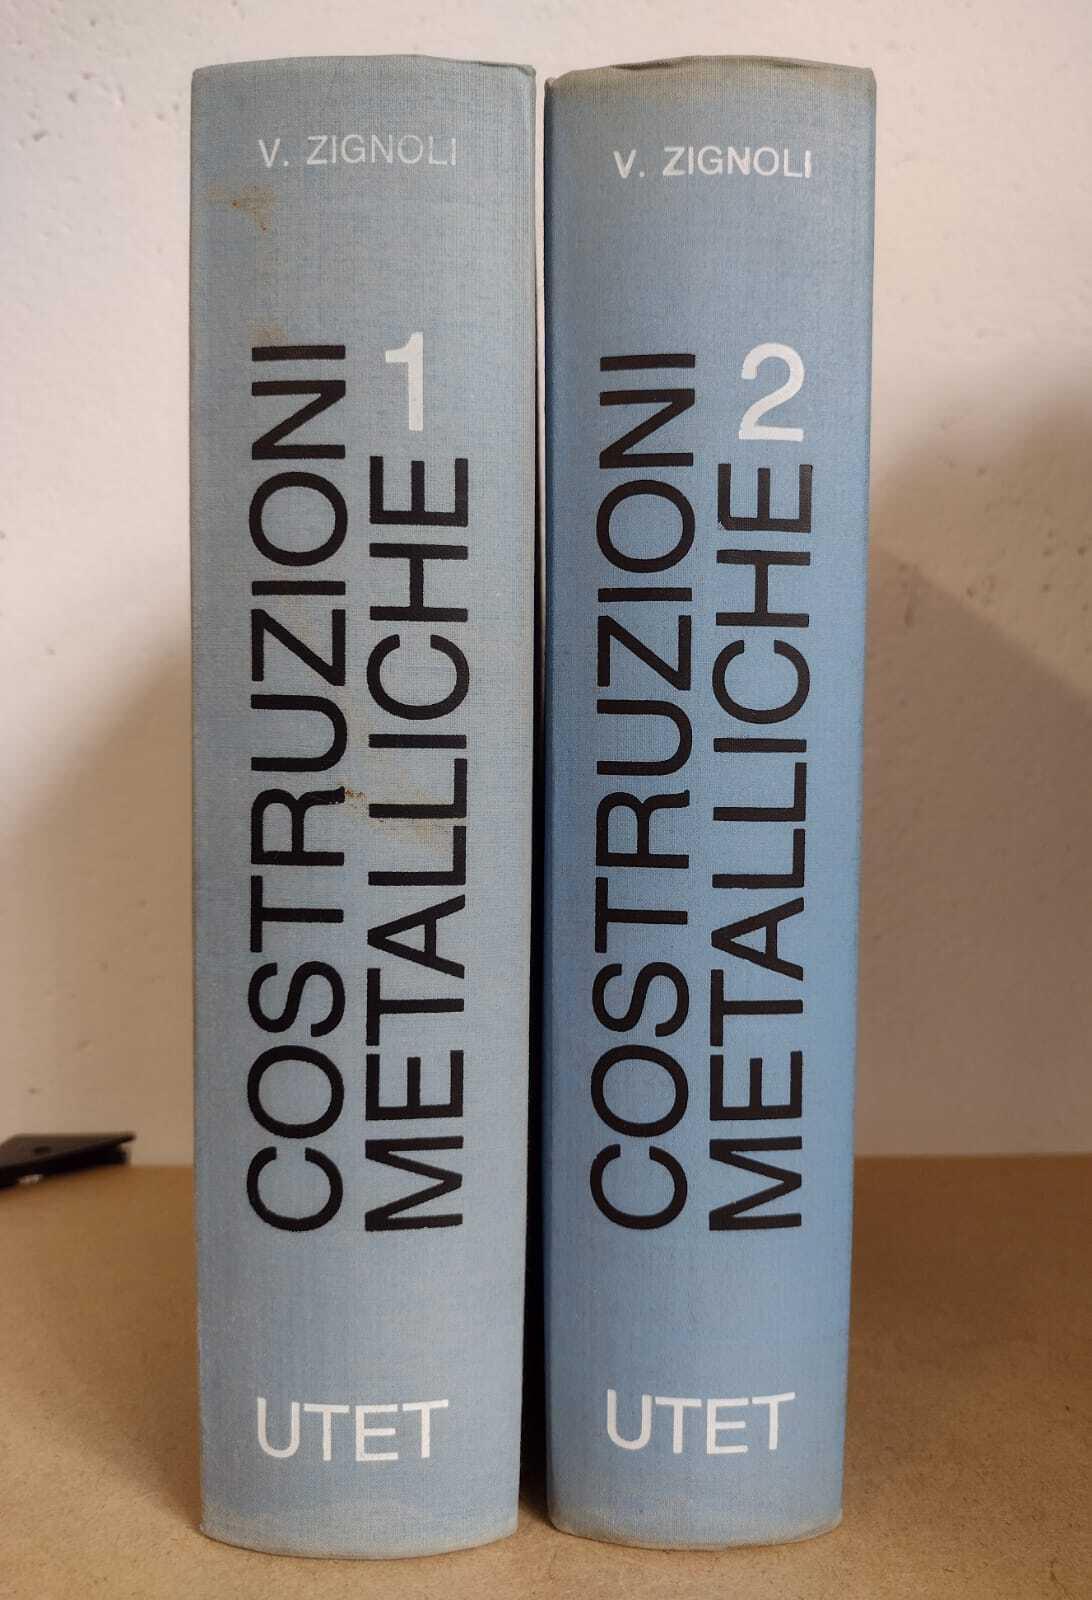 V. ZIGNOLI
COSTRUZIONI
METALLICHE 1
UTET
V. ZIGNOLI
COSTRUZIONI
METALLICHE 2
UTET